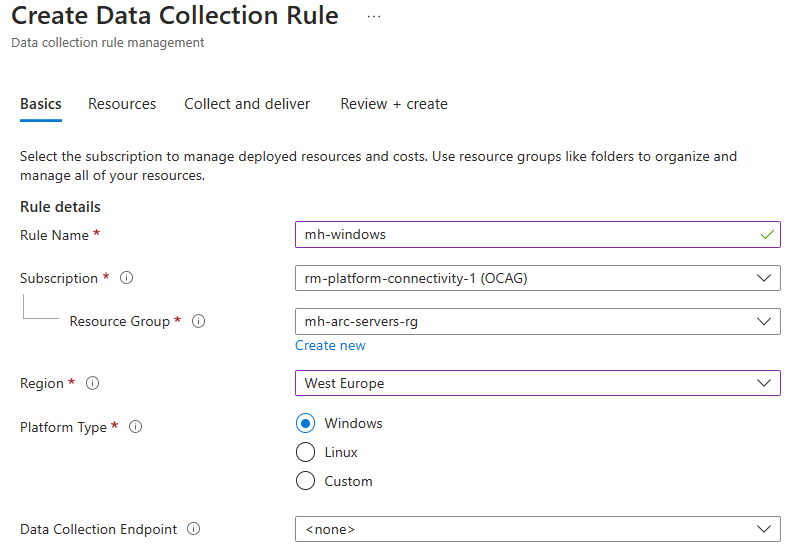 Create Data Collection Rule ...
Data collection rule management
Basics Resources Collect and deliver Review + create
Select the subscription to manage deployed resources and costs. Use resource groups like folders to organize and
manage all of your resources.
Rule details
Rule Name * mh-windows
Subscription * rm-platform-connectivity-1 (OCAG)
Resource Group * mh-arc-servers-rg
Create new
Region * West Europe
Platform Type * Windows
Linux
Custom
Data Collection Endpoint <none>